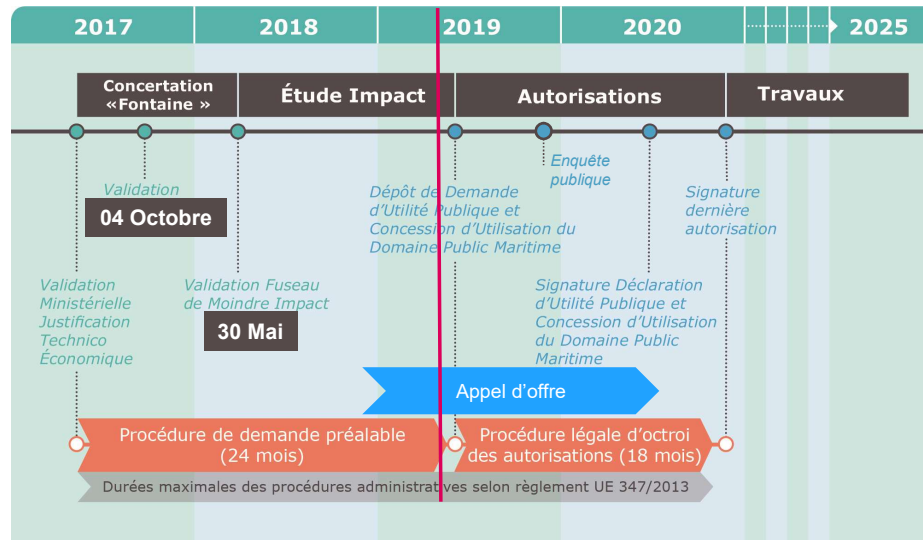 2017
2018
2019
2020
2025
Concertation
«Fontaine »
Étude Impact
Autorisations
Travaux
Enquête
publique
Validation
04 Octobre
Dépôt de Demande
d’Utilité Publique et
Concession d’Utilisation du
Domaine Public Maritime
Signature
dernière
autorisation
Validation
Ministérielle
Justification
Technico
Économique
Validation Fuseau
de Moindre Impact
30 Mai
Signature Déclaration
d’Utilité Publique et
Concession d’Utilisation
du Domaine Public
Maritime
Appel d’offre
Procédure de demande préalable
(24 mois)
Procédure légale d’octroi
des autorisations (18 mois)
Durées maximales des procédures administratives selon règlement UE 347/2013